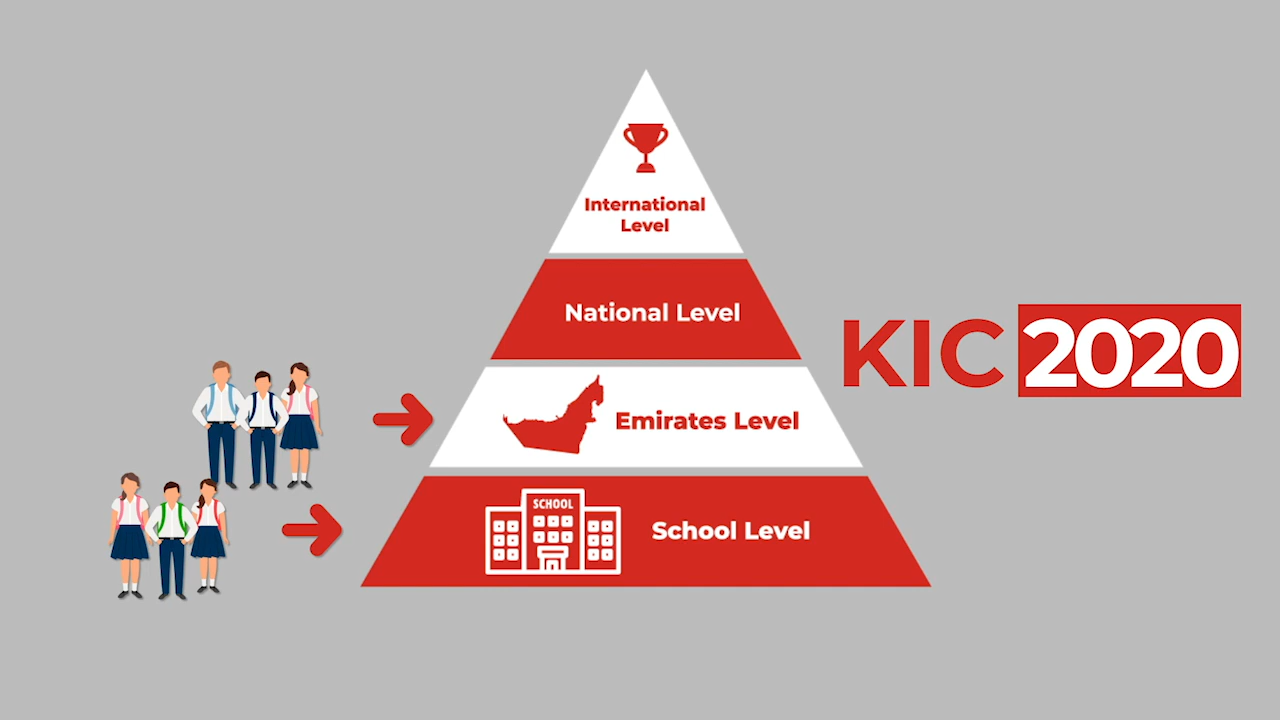 International
Level
National Level
KIC 2020
Emirates Level
SCHOOL
School Level